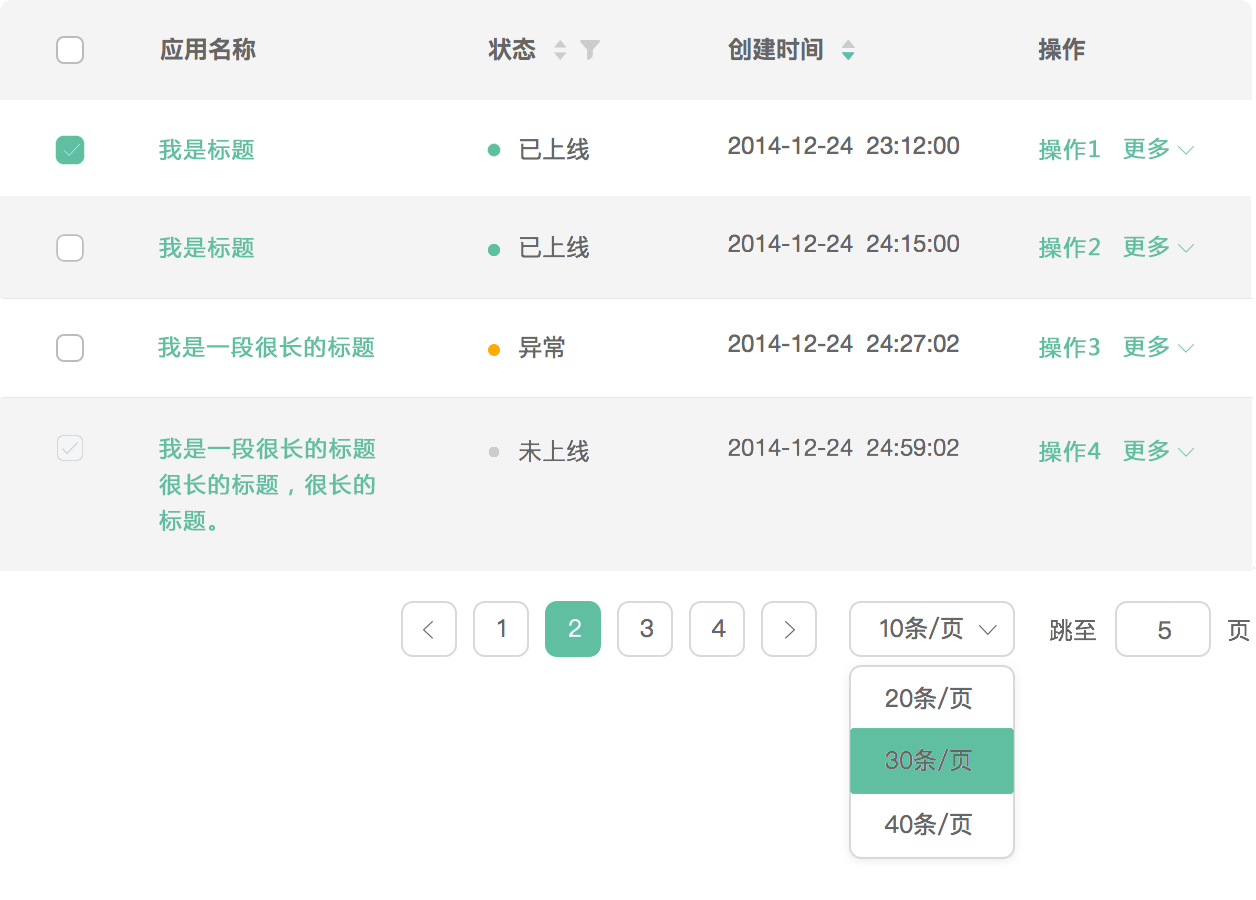 应用名称 状态 创建时间 操作
我是标题 已上线 2014-12-24 23:12:00 操作1 更多
我是标题 已上线 2014-12-24 24:15:00 操作2 更多
我是一段很长的标题 异常 2014-12-24 24:27:02 操作3 更多
我是一段很长的标题 未上线 2014-12-24 24:59:02 操作4 更多
很长的标题，很长的
标题。
1 2 3 4 10条/页 跳至 5 页
20条/页
30条/页
40条/页